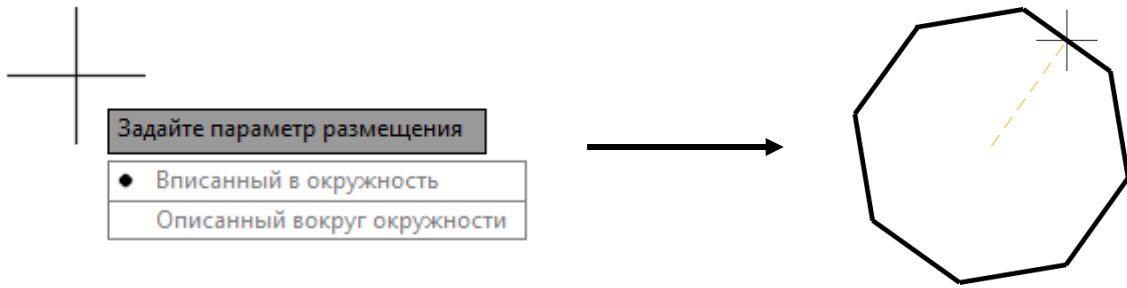 Задайте параметр размещения
Вписанный в окружность
Описанный вокруг окружности